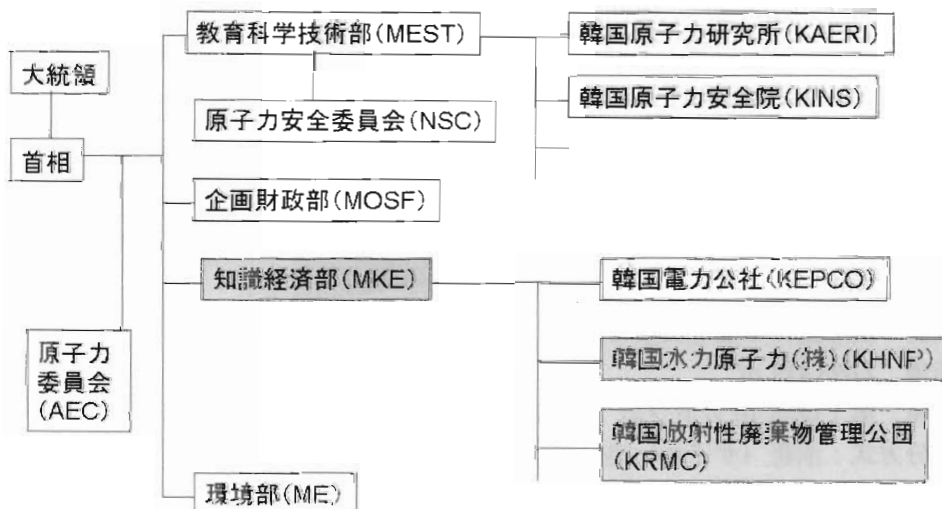 教育科学技術部(MEST)
韓国原子力研究所(KAERI)
大統領
韓国原子力安全院(KINS)
原子力安全委員会(NSC)
首相
企画財政部(MOSF)
知識経済部(MKE)
韓国電力公社(KEPCO)
原子力
委員会
(AEC)
韓国水力原子力(株)(KHNP)
韓国放射性廃棄物管理公団
(KRMC)
環境部(ME)